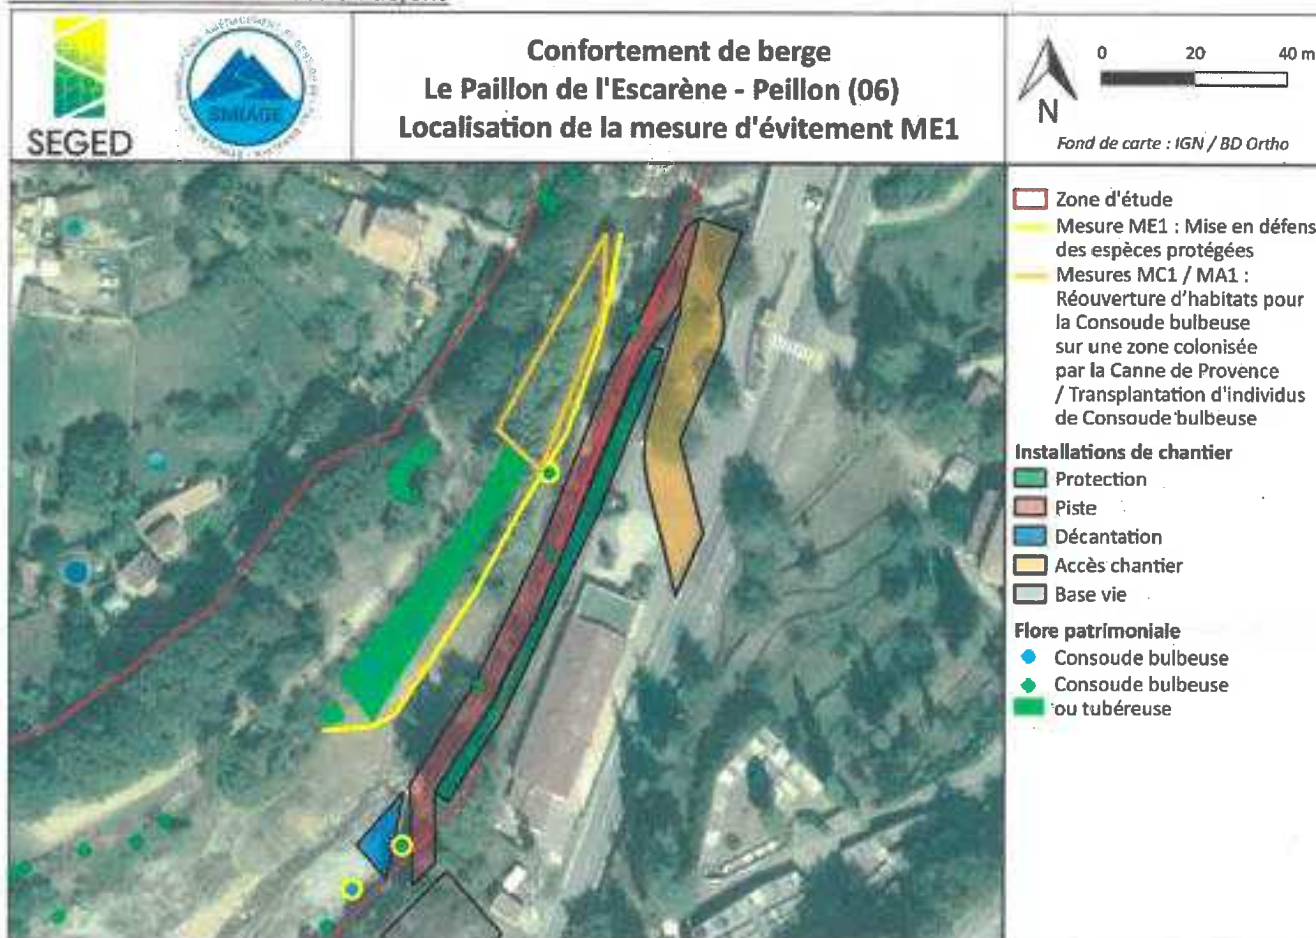 SEGED
SMIAGE
Confortement de berge
Le Paillon de l'Escarène - Peillon (06)
Localisation de la mesure d'évitement ME1
0 20 40 m
N
Fond de carte : IGN / BD Ortho
Zone d'étude
Mesure ME1 : Mise en défens
des espèces protégées
Mesures MC1 / MA1 :
Réouverture d'habitats pour
la Consoude bulbeuse
sur une zone colonisée
par la Canne de Provence
/ Transplantation d'individus
de Consoude bulbeuse
Installations de chantier
Protection
Piste
Décantation
Accès chantier
Base vie
Flore patrimoniale
Consoude bulbeuse
Consoude bulbeuse
ou tubéreuse